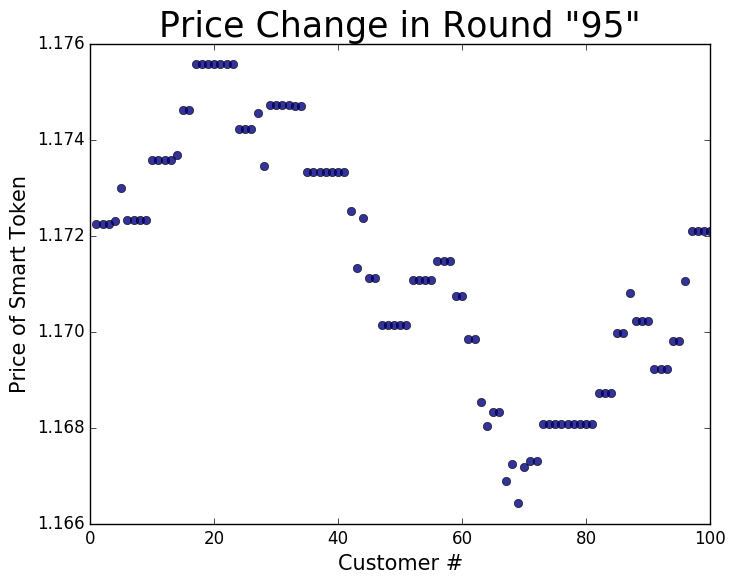 Price Change in Round "95"
1.176
1.174
1.172
1.170
1.168
1.166
Price of Smart Token
0 20 40 60 80 100
Customer #